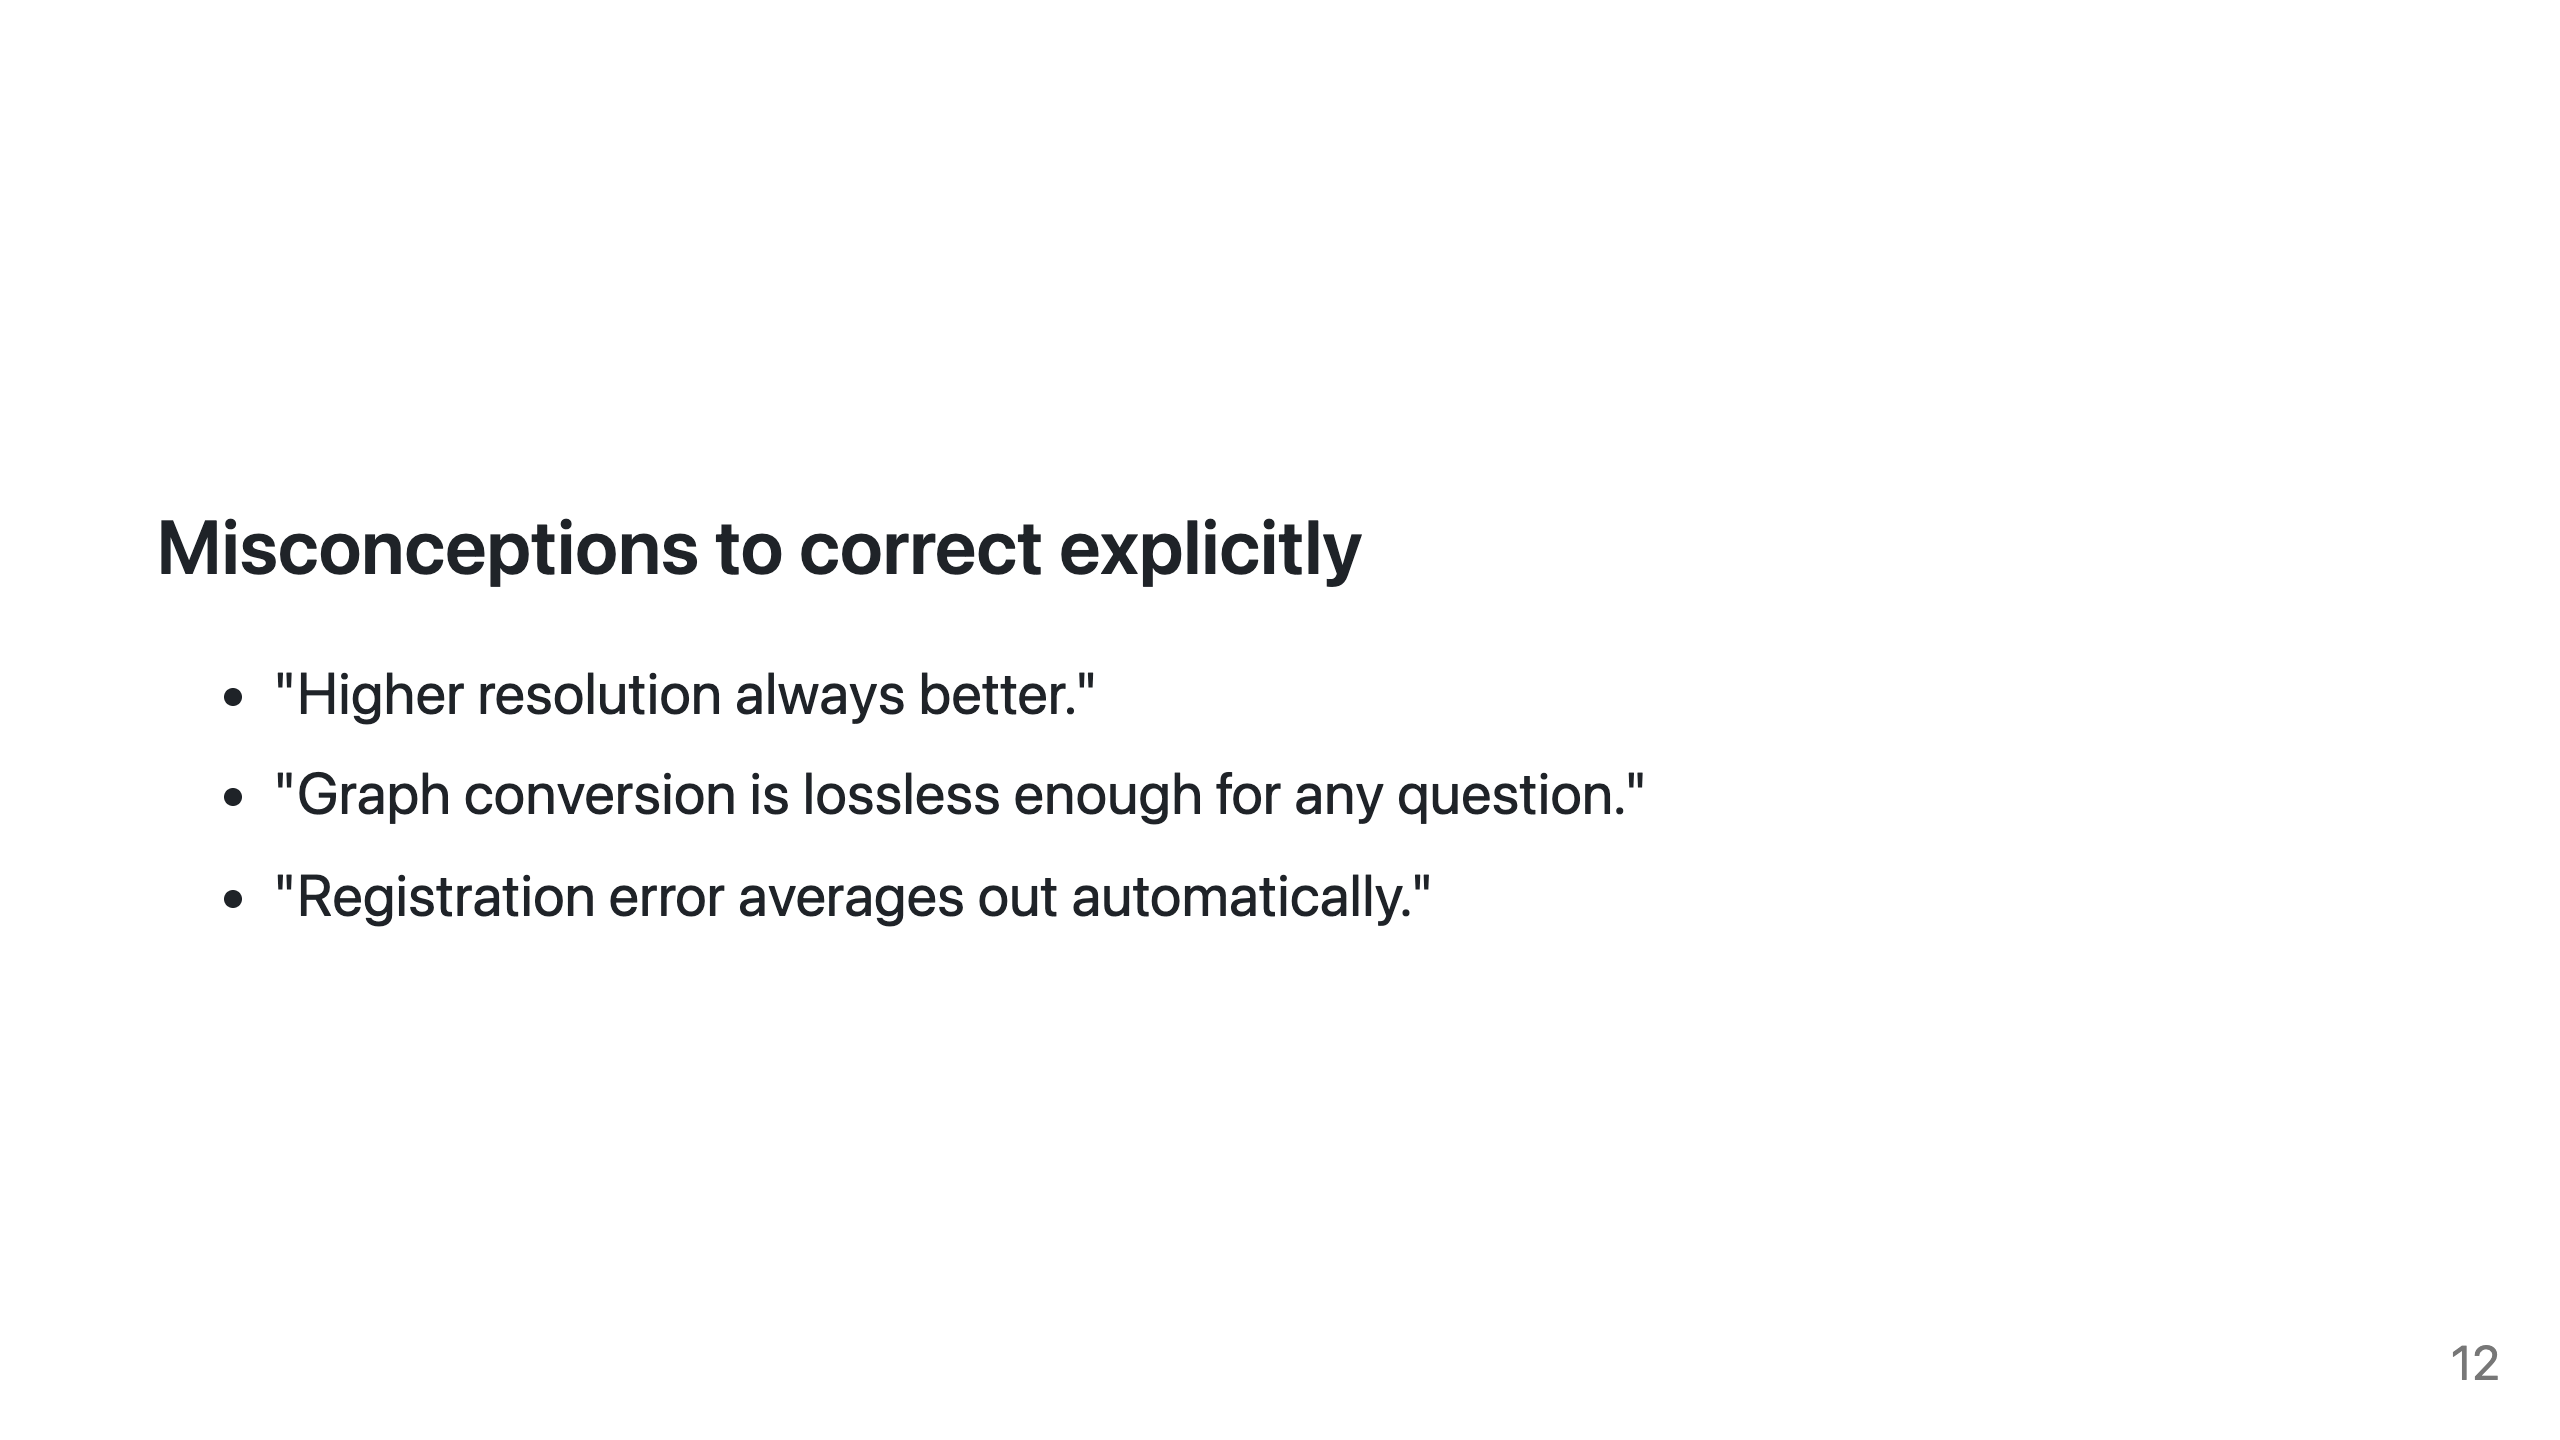 Misconceptions to correct explicitly
• "Higher resolution always better."
• "Graph conversion is lossless enough for any question."
• "Registration error averages out automatically."
12